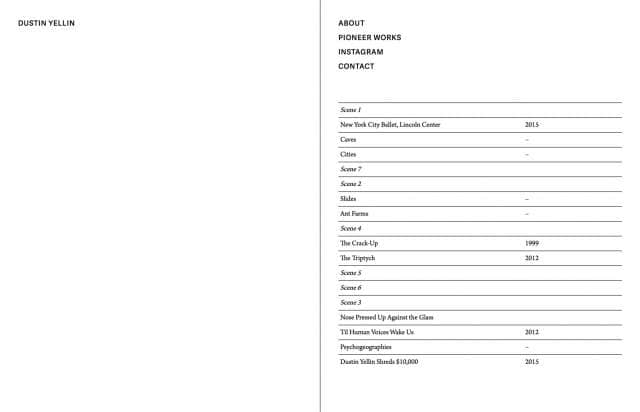 DUSTIN YELLIN
ABOUT
PIONEER WORKS
INSTAGRAM
CONTACT
Scene 1
New York City Ballet, Lincoln Center 2015
Caves –
Cities –
Scene 7
Scene 2
Slides –
Ant Farms –
Scene 4
The Crack-Up 1999
The Triptych 2012
Scene 5
Scene 6
Scene 3
Nose Pressed Up Against the Glass
Til Human Voices Wake Us 2012
Psychogeographies –
Dustin Yellin Shreds $10,000 2015